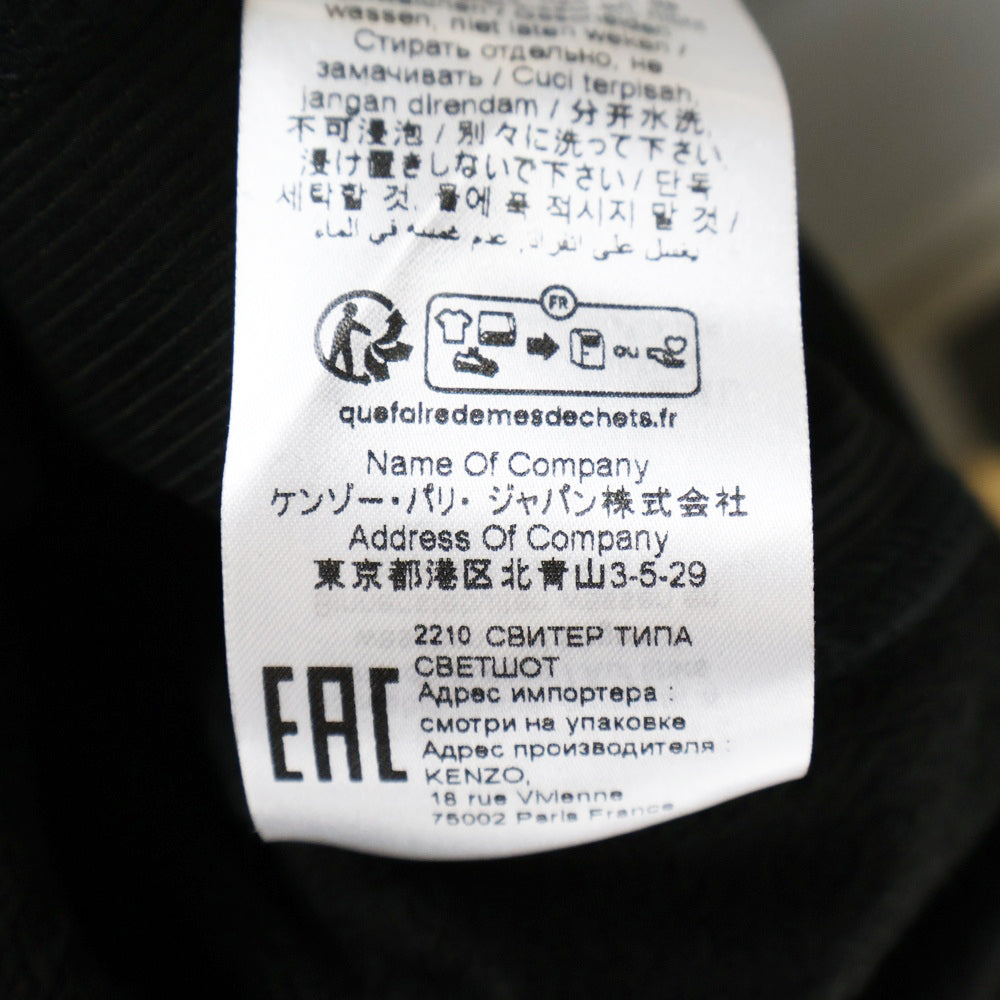 wassen, niet laten weken /
Стирать отдельно, не
замачивать / Cuci terpisah,
jangan direndam / 分开水洗,
不可浸泡 / 別々に洗って下さい,
浸け置きしないで下さい / 단독
세탁할 것, 물에 푹 적시지 말 것 /
يغسل على انفراد, عدم غمسه في الماء
FR
OU
quefairedemesdechets.fr
Name Of Company
ケンゾー・パリ・ジャパン株式会社
Address Of Company
東京都港区北青山3-5-29
2210 СВИТЕР ТИПА
СВЕТШОТ
EAC
Адрес импортера :
смотри на упаковке
Адрес производителя :
KENZO,
18 rue Vivienne
75002 Paris France